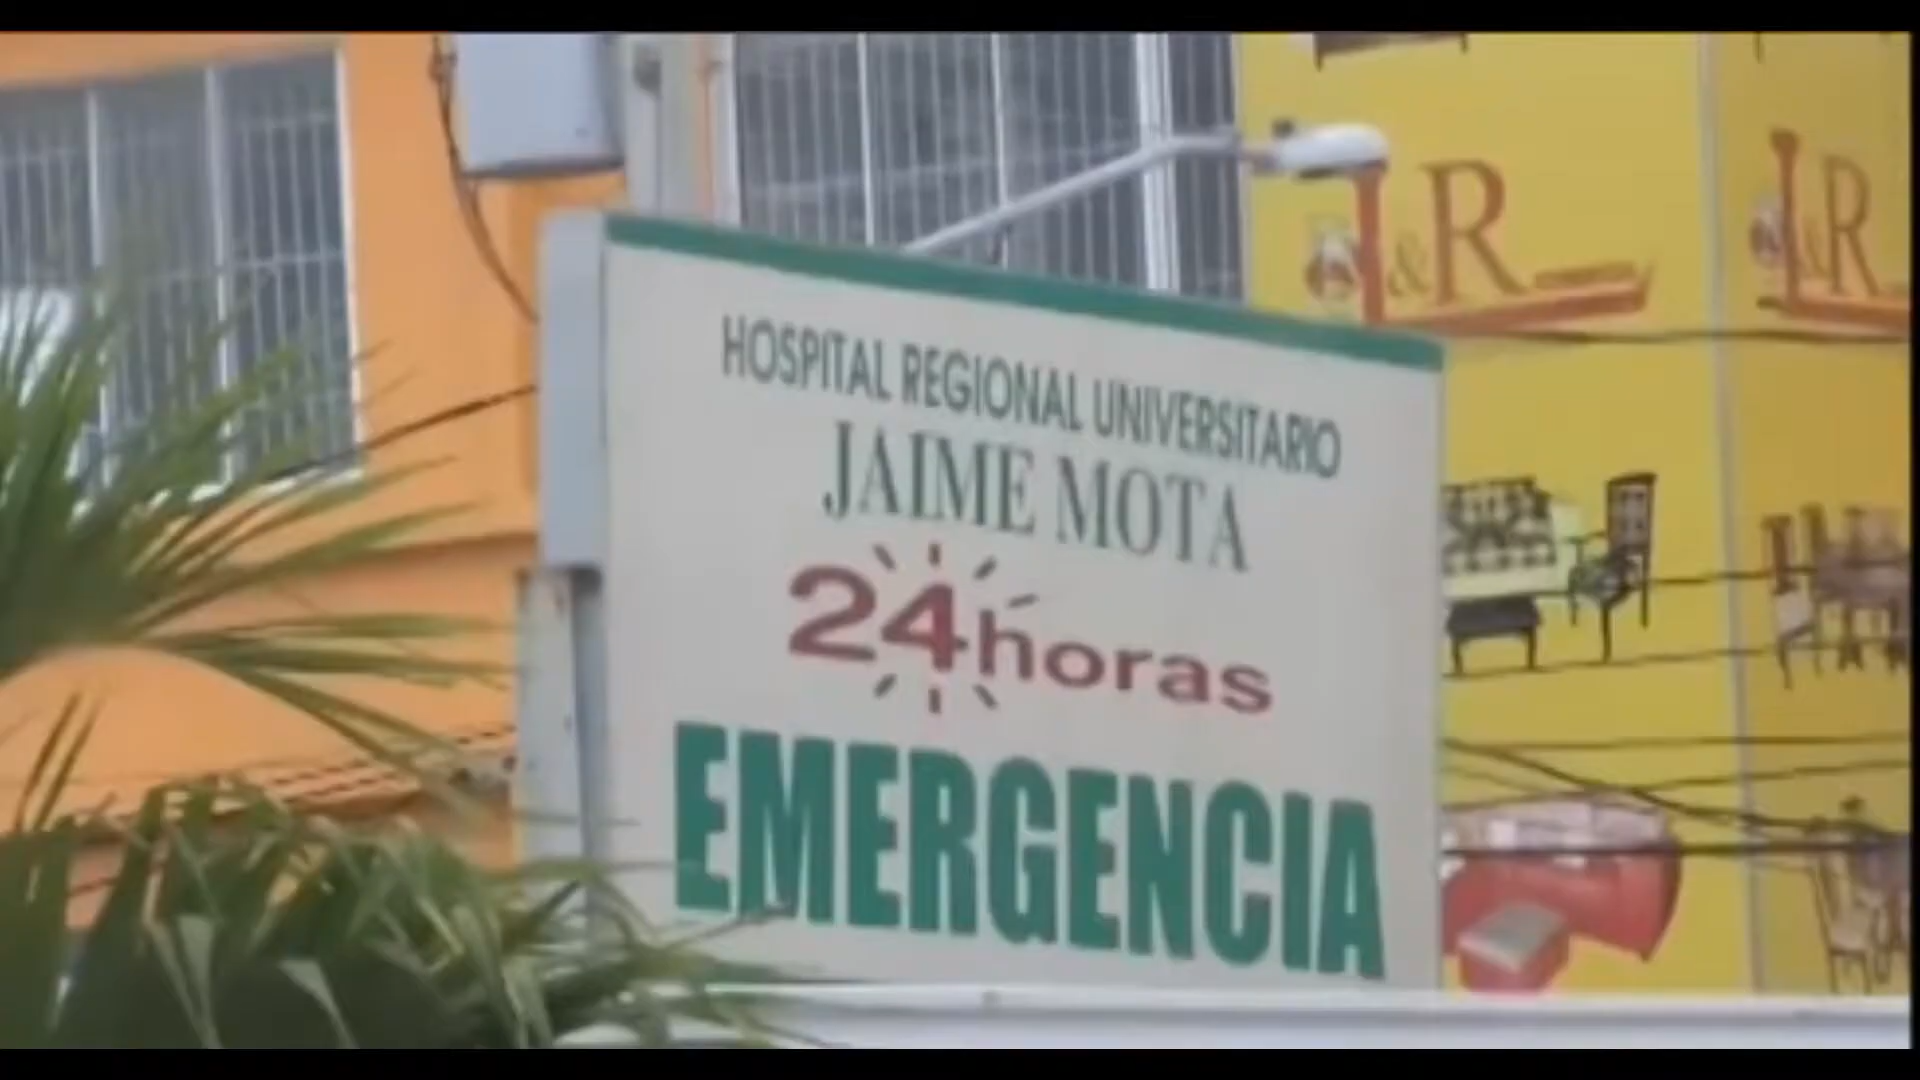 HOSPITAL REGIONAL UNIVERSITARIO
JAIME MOTA
24 horas
EMERGENCIA
L&R
L&R